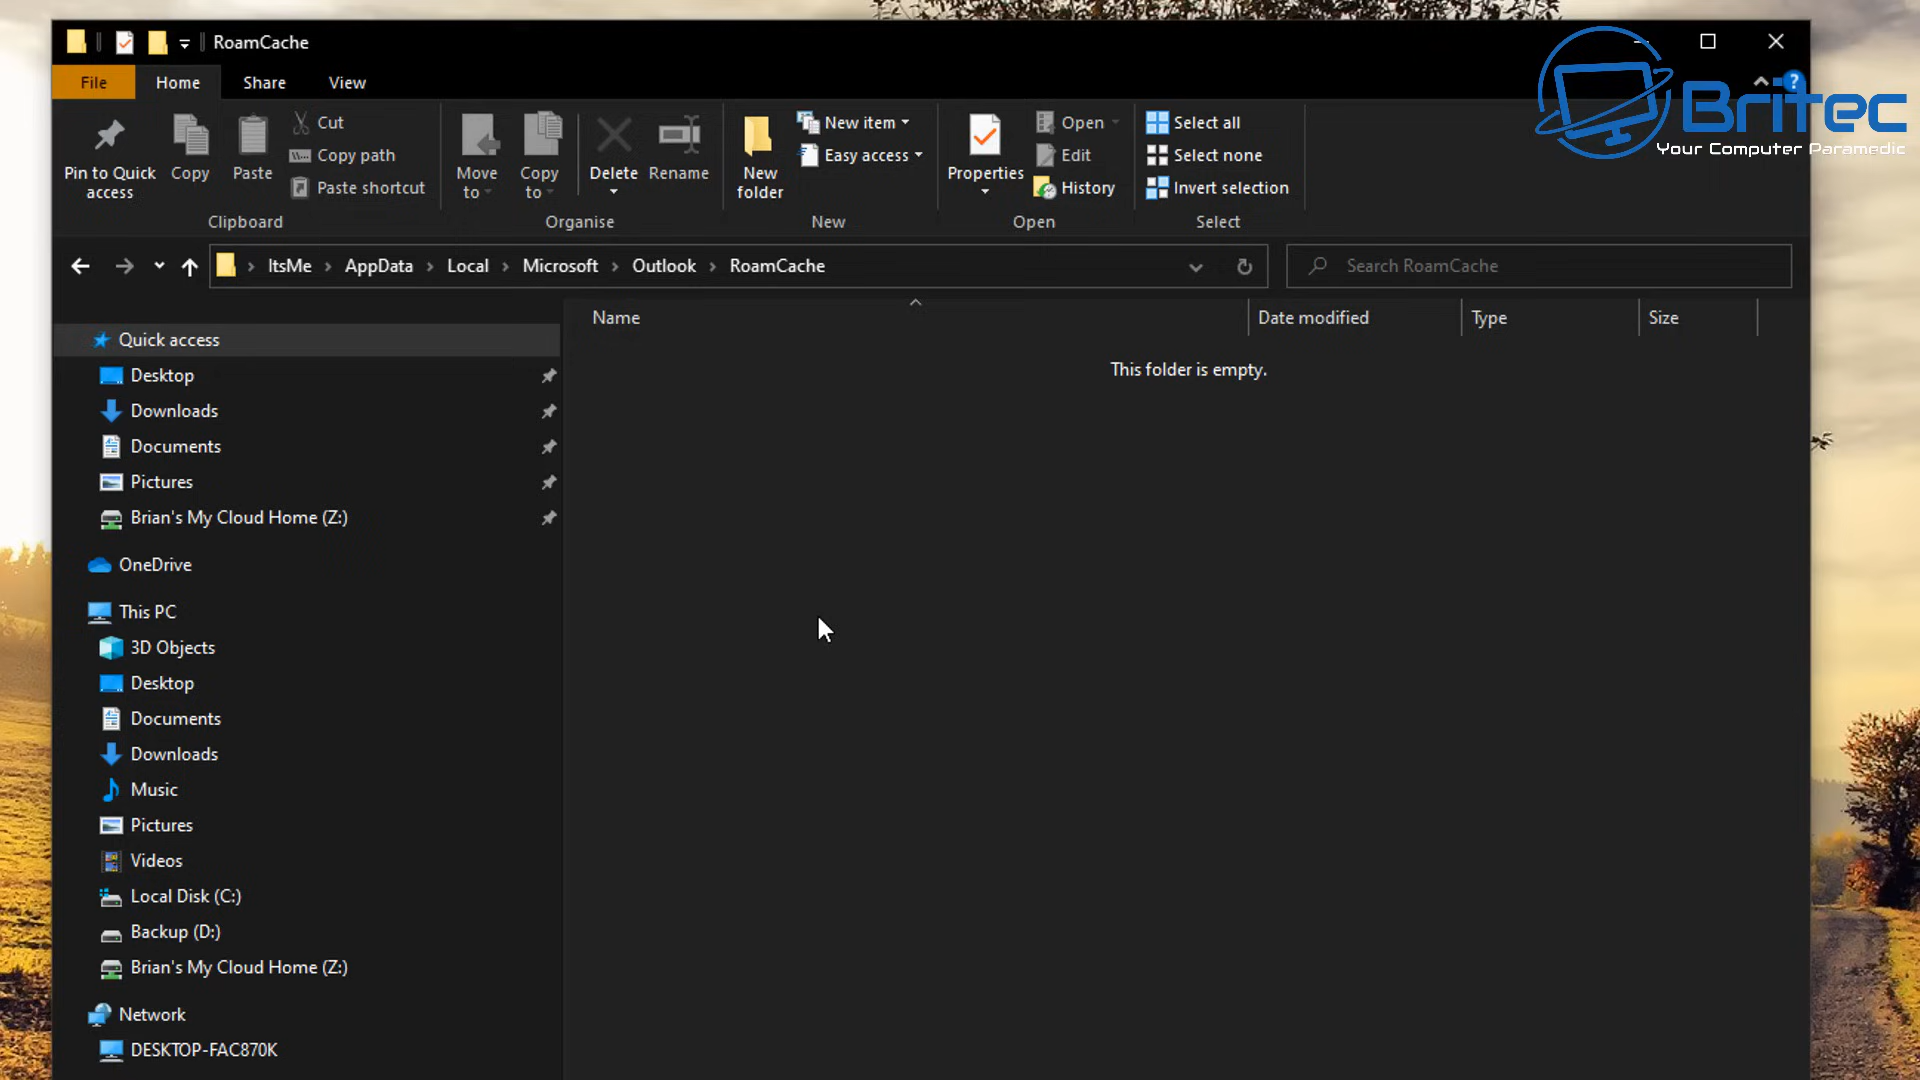 RoamCache
File Home Share View
Pin to Quick access
Copy
Paste
Cut
Copy path
Paste shortcut
Clipboard
Move to
Copy to
Delete
Rename
Organise
New folder
New item
Easy access
New
Properties
Open
Edit
History
Open
Select all
Select none
Invert selection
Select
Britec
Your Computer Paramedic
ItsMe > AppData > Local > Microsoft > Outlook > RoamCache
Search RoamCache
Name Date modified Type Size
This folder is empty.
Quick access
Desktop
Downloads
Documents
Pictures
Brian's My Cloud Home (Z:)
OneDrive
This PC
3D Objects
Desktop
Documents
Downloads
Music
Pictures
Videos
Local Disk (C:)
Backup (D:)
Brian's My Cloud Home (Z:)
Network
DESKTOP-FAC870K